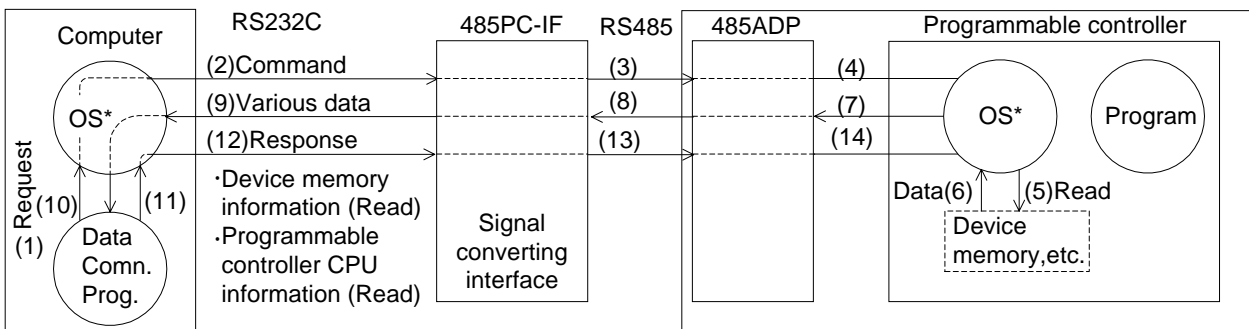 Computer
RS232C
485PC-IF
RS485
485ADP
Programmable controller
(2)Command
(3)
(4)
(9)Various data
(8)
(7)
OS*
OS*
Program
(12)Response
(13)
(14)
Request
(1)
(10)
(11)
·Device memory
information (Read)
·Programmable
controller CPU
information (Read)
Data
Comn.
Prog.
Signal
converting
interface
Data(6)
(5)Read
Device
memory,etc.